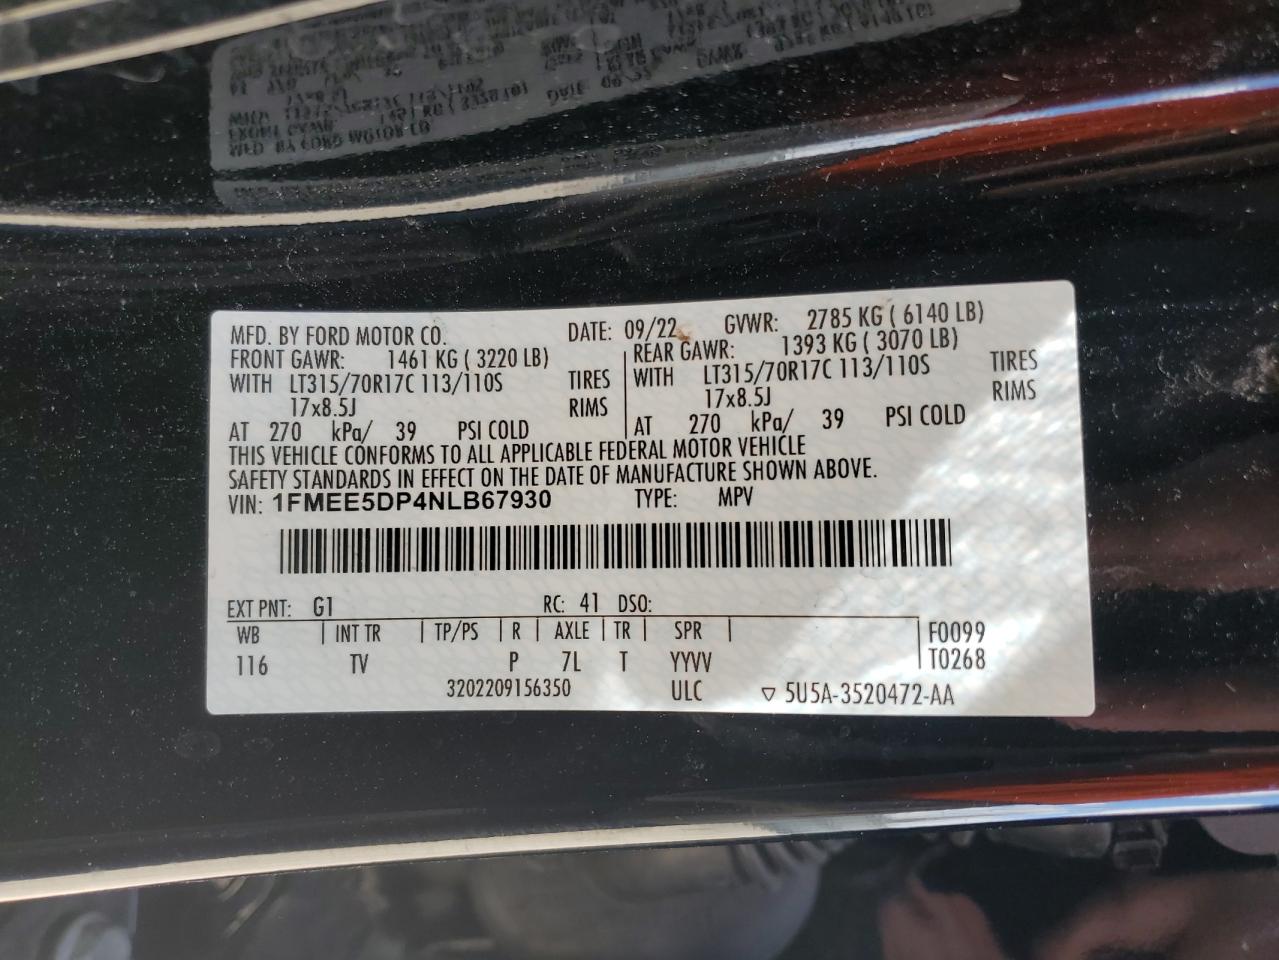 MFD. BY FORD MOTOR CO. DATE: 09/22 GVWR: 2785 KG ( 6140 LB)
FRONT GAWR: 1461 KG ( 3220 LB) REAR GAWR: 1393 KG ( 3070 LB)
WITH LT315/70R17C 113/110S TIRES WITH LT315/70R17C 113/110S TIRES
17x8.5J RIMS 17x8.5J RIMS
AT 270 kPa/ 39 PSI COLD AT 270 kPa/ 39 PSI COLD
THIS VEHICLE CONFORMS TO ALL APPLICABLE FEDERAL MOTOR VEHICLE
SAFETY STANDARDS IN EFFECT ON THE DATE OF MANUFACTURE SHOWN ABOVE.
VIN: 1FMEE5DP4NLB67930 TYPE: MPV
EXT PNT: G1 RC: 41 DSO:
WB INT TR TP/PS R AXLE TR SPR F0099
116 TV P 7L T YYVV T0268
3202209156350 ULC ▽ 5U5A-3520472-AA